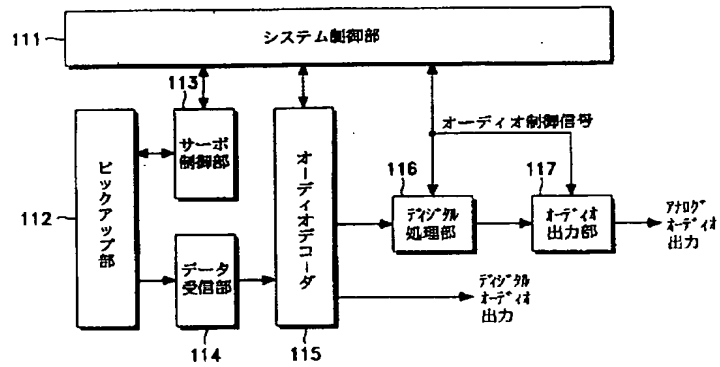 111
システム制御部
113
サーボ
制御部
オーディオ制御信号
112
ピックアップ部
オーディオデコーダ
116
ディジタル
処理部
117
オーディオ
出力部
アナログ
オーディオ
出力
データ
受信部
114
115
ディジタル
オーディオ
出力